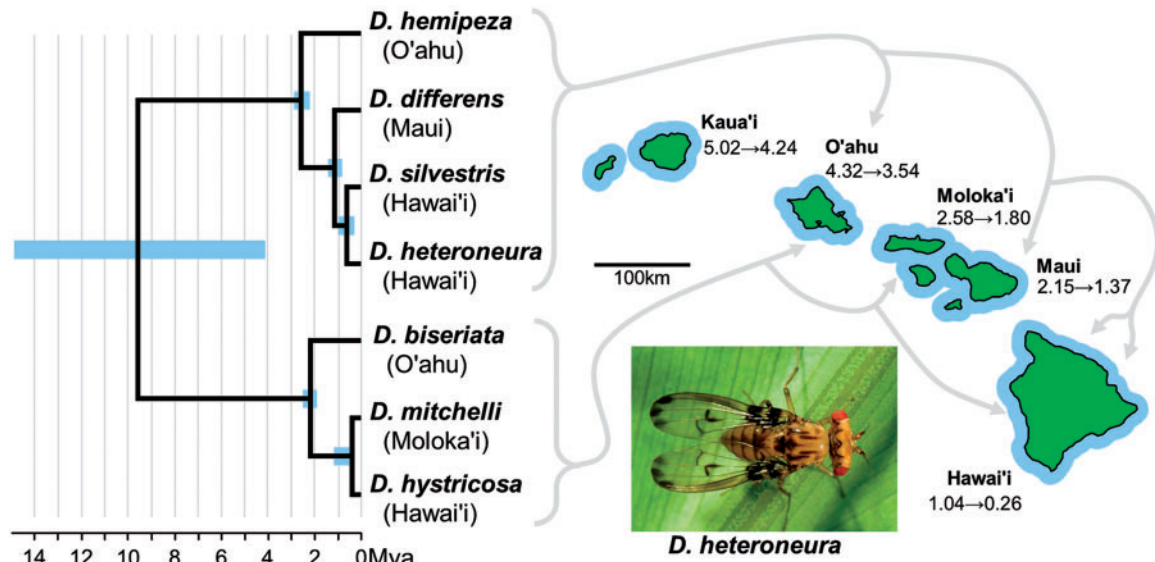 D. hemipeza
(O'ahu)
D. differens
(Maui)
D. silvestris
(Hawai'i)
D. heteroneura
(Hawai'i)
D. biseriata
(O'ahu)
D. mitchelli
(Moloka'i)
D. hystricosa
(Hawai'i)
14 12 10 8 6 4 2 0Mya
Kaua'i
5.02→4.24
O'ahu
4.32→3.54
Moloka'i
2.58→1.80
Maui
2.15→1.37
Hawai'i
1.04→0.26
100km
D. heteroneura